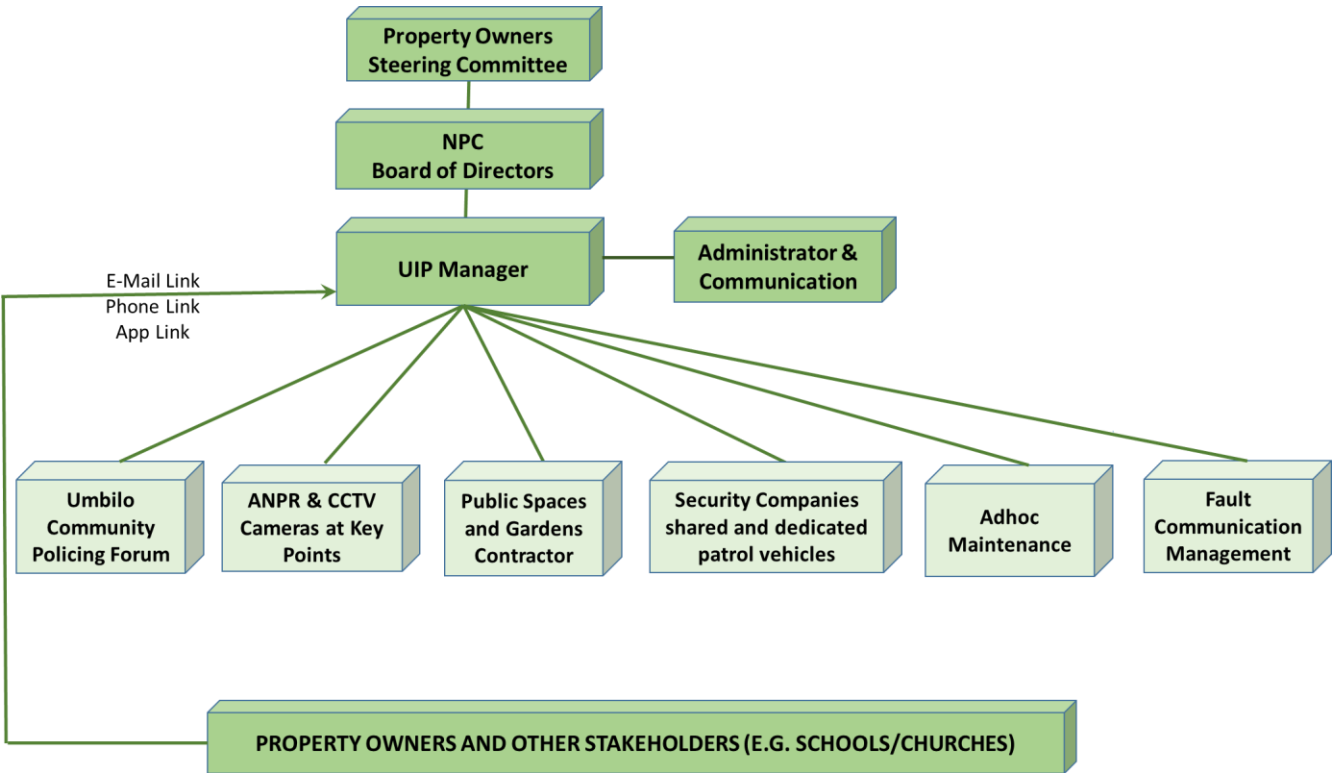 Property Owners
Steering Committee
NPC
Board of Directors
UIP Manager
Administrator &
Communication
E-Mail Link
Phone Link
App Link
Umbilo
Community
Policing Forum
ANPR & CCTV
Cameras at Key
Points
Public Spaces
and Gardens
Contractor
Security Companies
shared and dedicated
patrol vehicles
Adhoc
Maintenance
Fault
Communication
Management
PROPERTY OWNERS AND OTHER STAKEHOLDERS (E.G. SCHOOLS/CHURCHES)